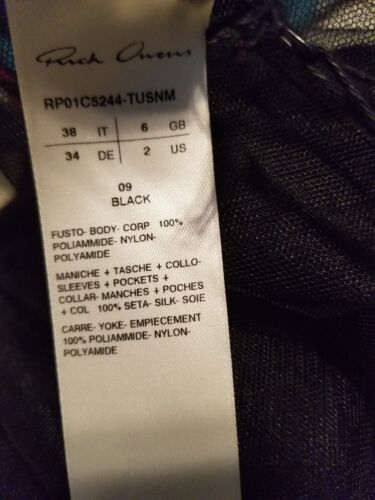 Rick Owens
RP01C5244-TUSNM
38 IT 6 GB
34 DE 2 US
09
BLACK
FUSTO- BODY- CORP 100%
POLIAMMIDE- NYLON-
POLYAMIDE
MANICHE + TASCHE + COLLO-
SLEEVES + POCKETS +
COLLAR- MANCHES + POCHES
+ COL 100% SETA- SILK- SOIE
CARRE- YOKE- EMPIECEMENT
100% POLIAMMIDE- NYLON-
POLYAMIDE